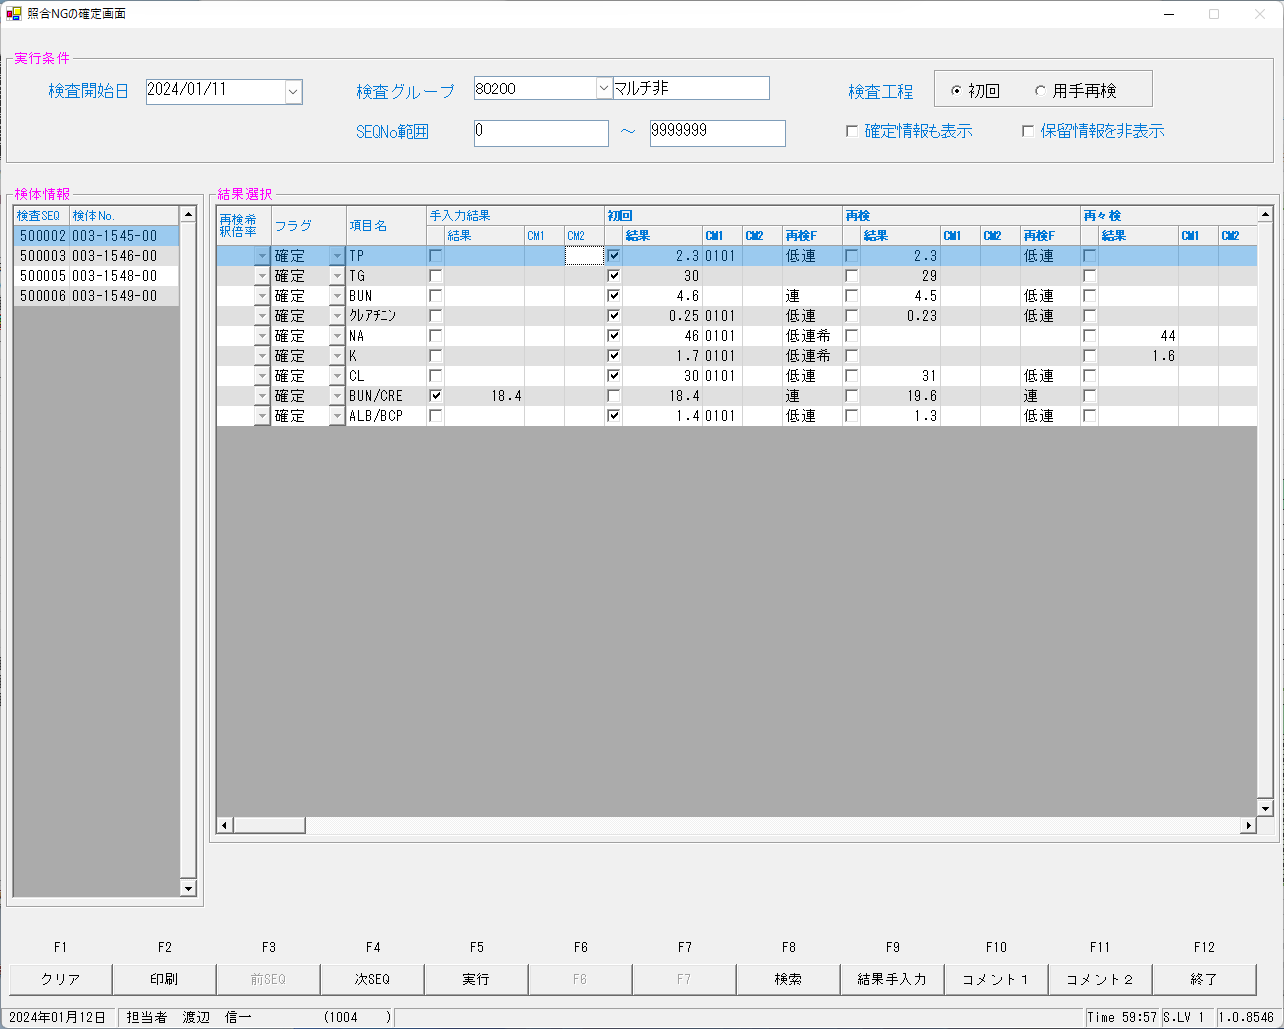 照合NGの確定画面
実行条件
検査開始日 2024/01/11 検査グループ 80200 マルチ非 検査工程 初回 用手再検
SEQNo範囲 0 ～ 9999999 確定情報も表示 保留情報を非表示
検体情報
検査SEQ 検体No.
500002 003-1545-00
500003 003-1546-00
500005 003-1548-00
500006 003-1549-00
結果選択
再検希釈倍率 フラグ 項目名 手入力結果 初回 再検 再々検
結果 CM1 CM2 結果 CM1 CM2 再検F 結果 CM1 CM2 再検F 結果 CM1 CM2
確定 TP 2.3 0101 低連 2.3 低連
確定 TG 30 29
確定 BUN 4.6 連 4.5 低連
確定 ｸﾚｱﾁﾆﾝ 0.25 0101 低連 0.23 低連
確定 NA 46 0101 低連希 44
確定 K 1.7 0101 低連希 1.6
確定 CL 30 0101 低連 31 低連
確定 BUN/CRE 18.4 18.4 連 19.6 連
確定 ALB/BCP 1.4 0101 低連 1.3 低連
F1 F2 F3 F4 F5 F6 F7 F8 F9 F10 F11 F12
クリア 印刷 前SEQ 次SEQ 実行 F6 F7 検索 結果手入力 コメント１ コメント２ 終了
2024年01月12日 担当者 渡辺 信一 (1004 ) Time 59:57 S.LV 1 1.0.8546